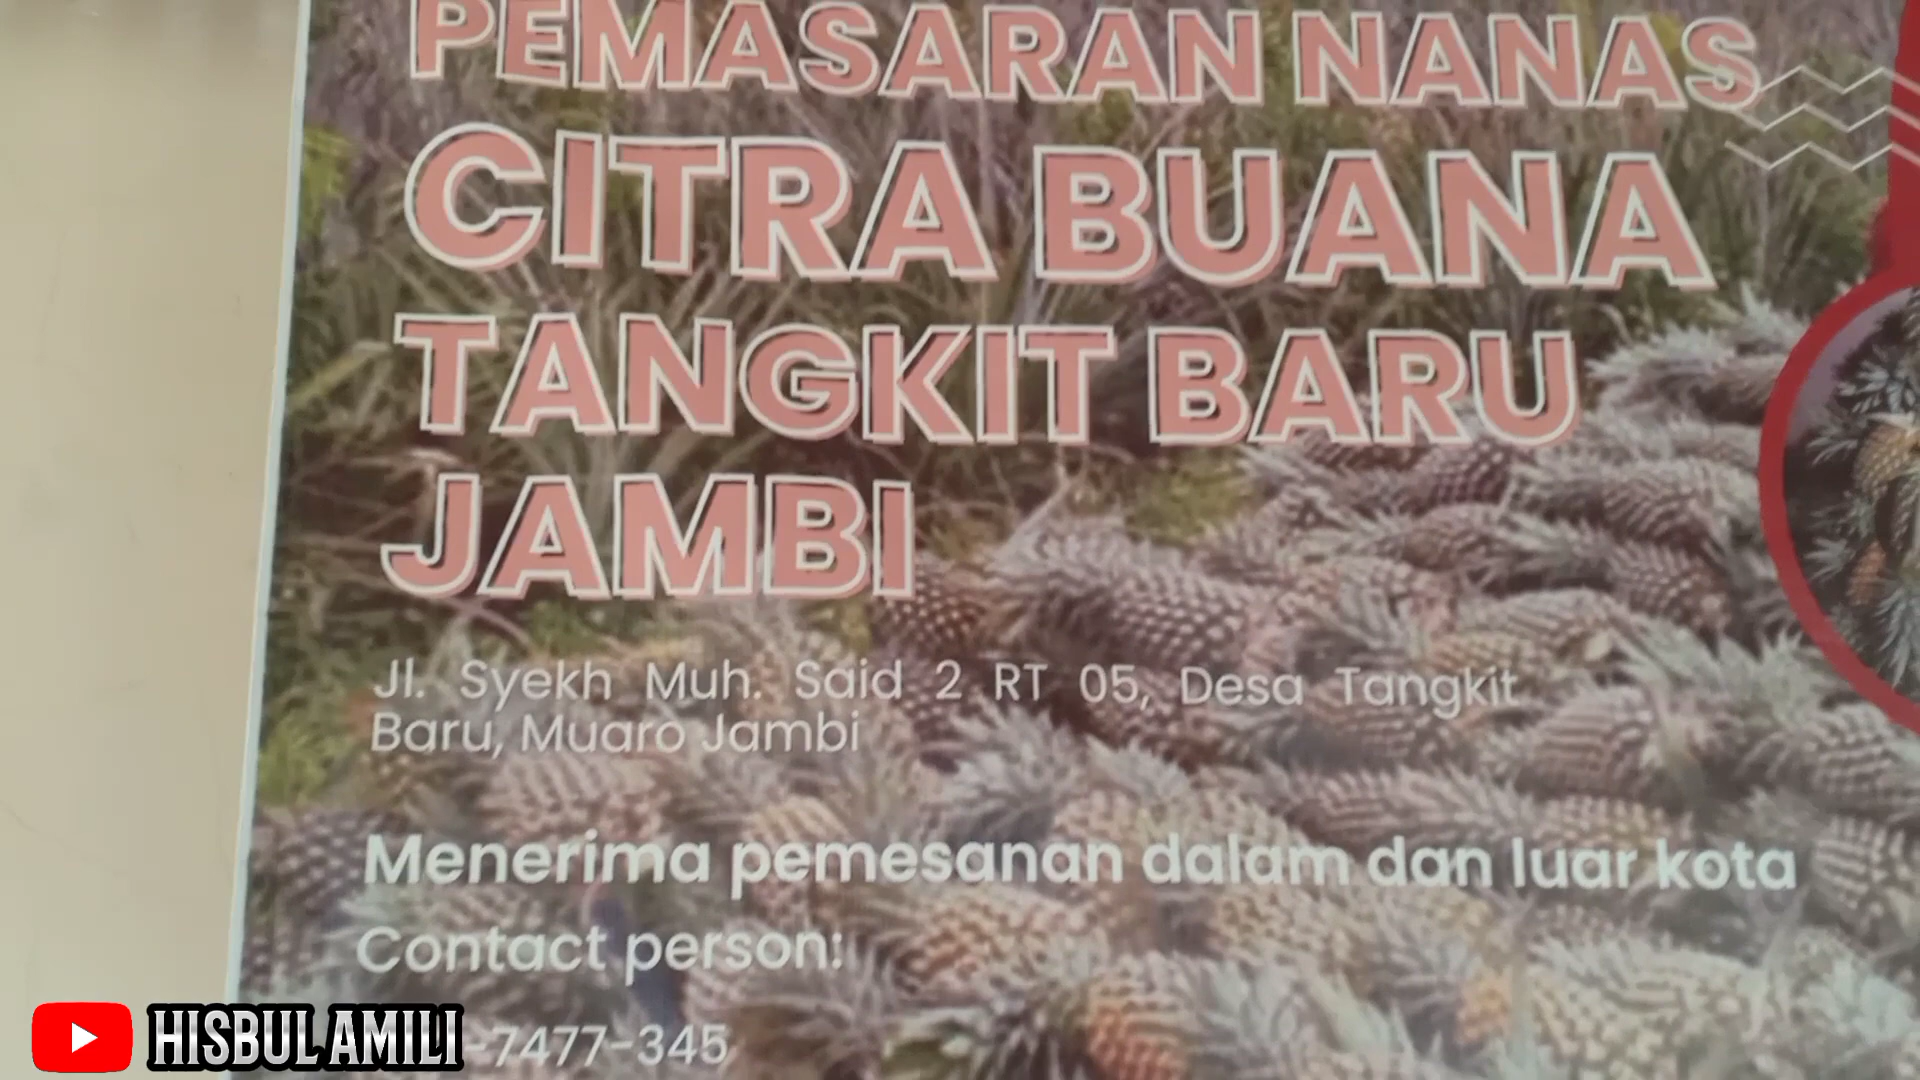 PEMASARAN NANAS
CITRA BUANA
TANGKIT BARU
JAMBI
Jl. Syekh Muh. Said 2 RT 05, Desa Tangkit
Baru, Muaro Jambi
Menerima pemesanan dalam dan luar kota
Contact person:
-7477-345
HISBUL AMILI